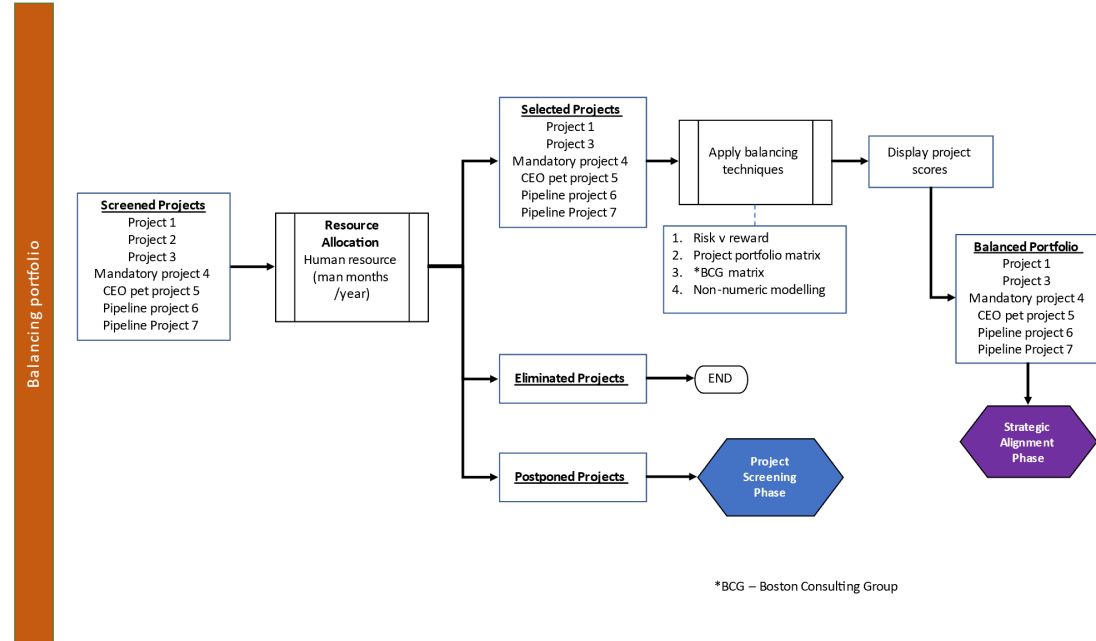 Balancing portfolio
Screened Projects
Project 1
Project 2
Project 3
Mandatory project 4
CEO pet project 5
Pipeline project 6
Pipeline Project 7
Resource
Allocation
Human resource
(man months
/year)
Selected Projects
Project 1
Project 3
Mandatory project 4
CEO pet project 5
Pipeline project 6
Pipeline Project 7
Apply balancing
techniques
1. Risk v reward
2. Project portfolio matrix
3. *BCG matrix
4. Non-numeric modelling
Display project
scores
Balanced Portfolio
Project 1
Project 3
Mandatory project 4
CEO pet project 5
Pipeline project 6
Pipeline Project 7
Strategic
Alignment
Phase
Eliminated Projects
END
Postponed Projects
Project
Screening
Phase
*BCG – Boston Consulting Group